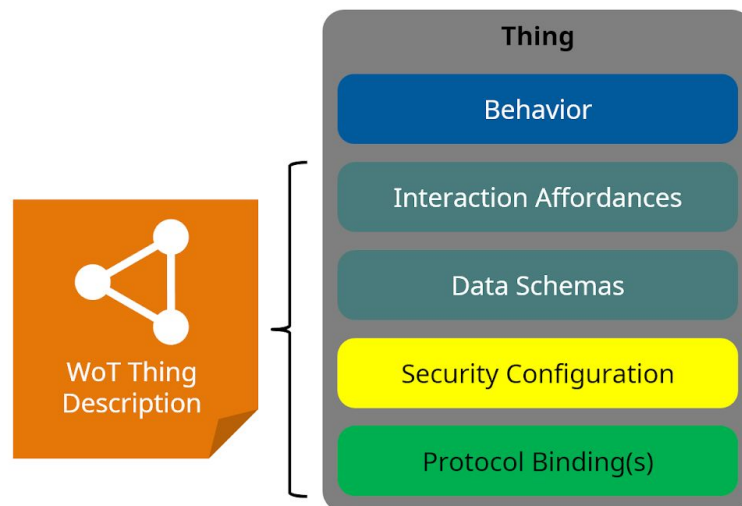 Thing
Behavior
Interaction Affordances
Data Schemas
Security Configuration
Protocol Binding(s)
WoT Thing
Description